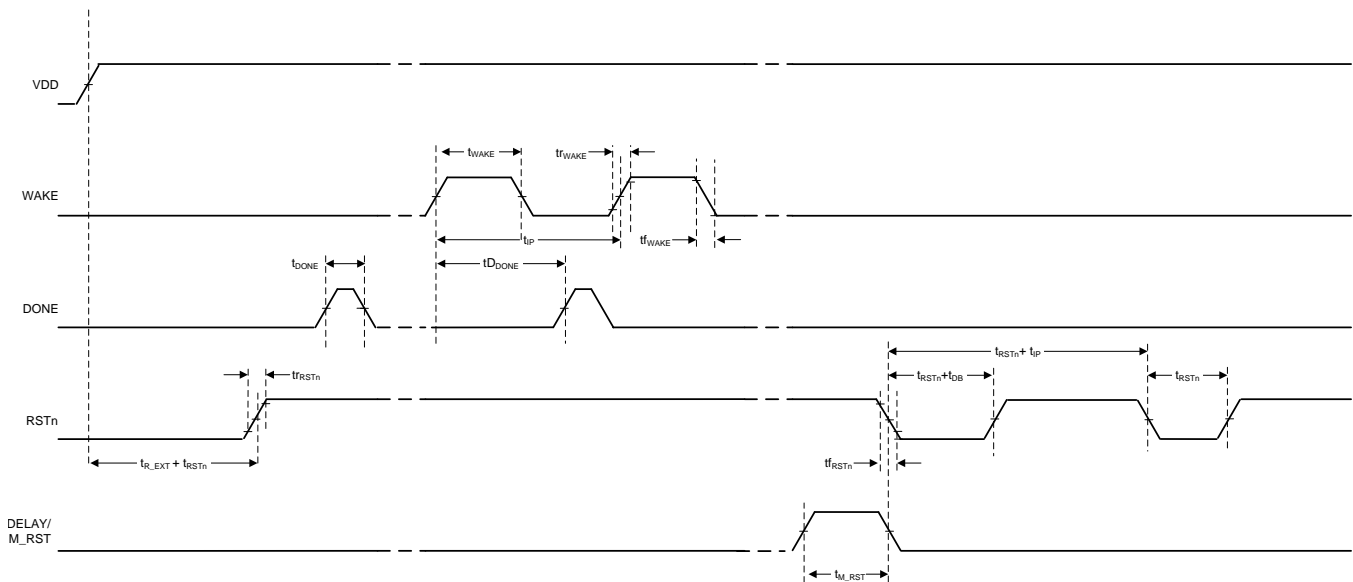 VDD
tWAKE
trWAKE
WAKE
tIP
tfWAKE
tDONE
tDDONE
DONE
tRSTn+ tIP
tRSTn+tDB
tRSTn
trRSTn
RSTn
tR_EXT + tRSTn
tfRSTn
DELAY/
M_RST
tM_RST